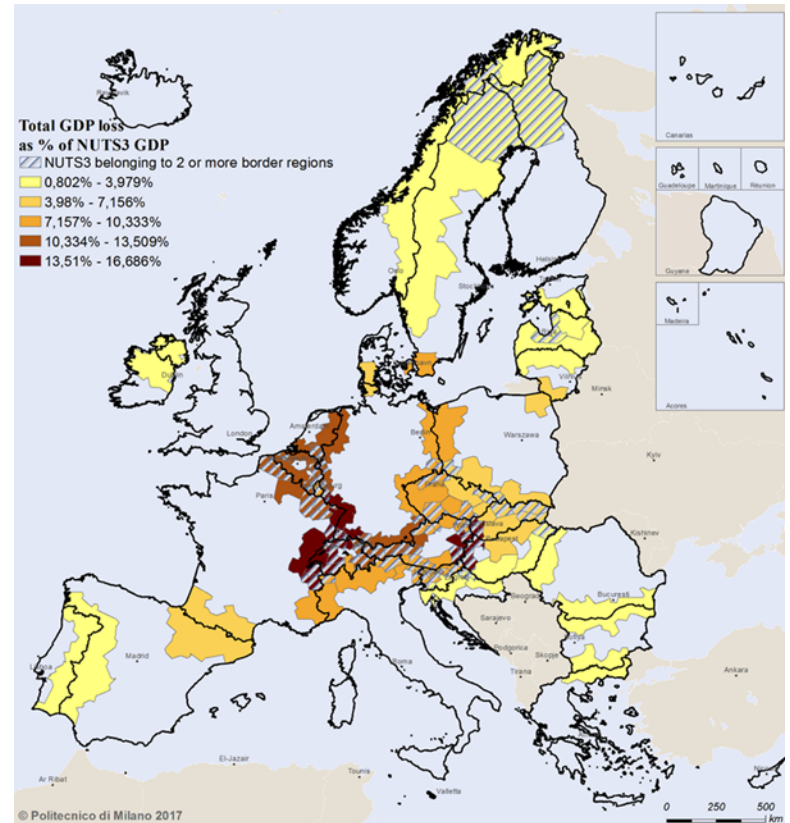 Reykjavik
Canarias
Total GDP loss
as % of NUTS3 GDP
NUTS3 belonging to 2 or more border regions
0,802% - 3,979%
3,98% - 7,156%
7,157% - 10,333%
10,334% - 13,509%
13,51% - 16,686%
Guadeloupe
Martinique
Réunion
Guyane
Helsinki
Oslo
Madeira
Acores
Dublin
Vilnius
Minsk
London
Warszawa
Kyiv
Paris
Praha
Kishinev
Budapest
Beograd
Bucuresti
Sarajevo
Podgorica
Skopje
Tirana
Madrid
Lisboa
Roma
Ankara
El-Jazair
Tounis
Ar Ribat
Valletta
© Politecnico di Milano 2017
0 250 500
km